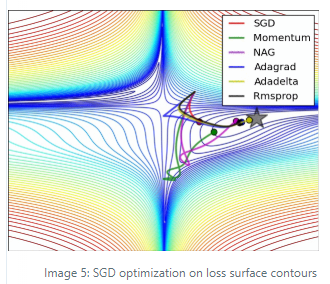 SGD
Momentum
NAG
Adagrad
Adadelta
Rmsprop
Image 5: SGD optimization on loss surface contours